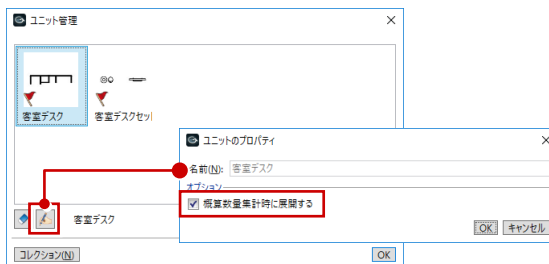 ユニット管理
客室デスク
客室デスクセット
ユニットのプロパティ
名前(N): 客室デスク
オプション
概算数量集計時に展開する
客室デスク
OK キャンセル
コレクション(N)
OK